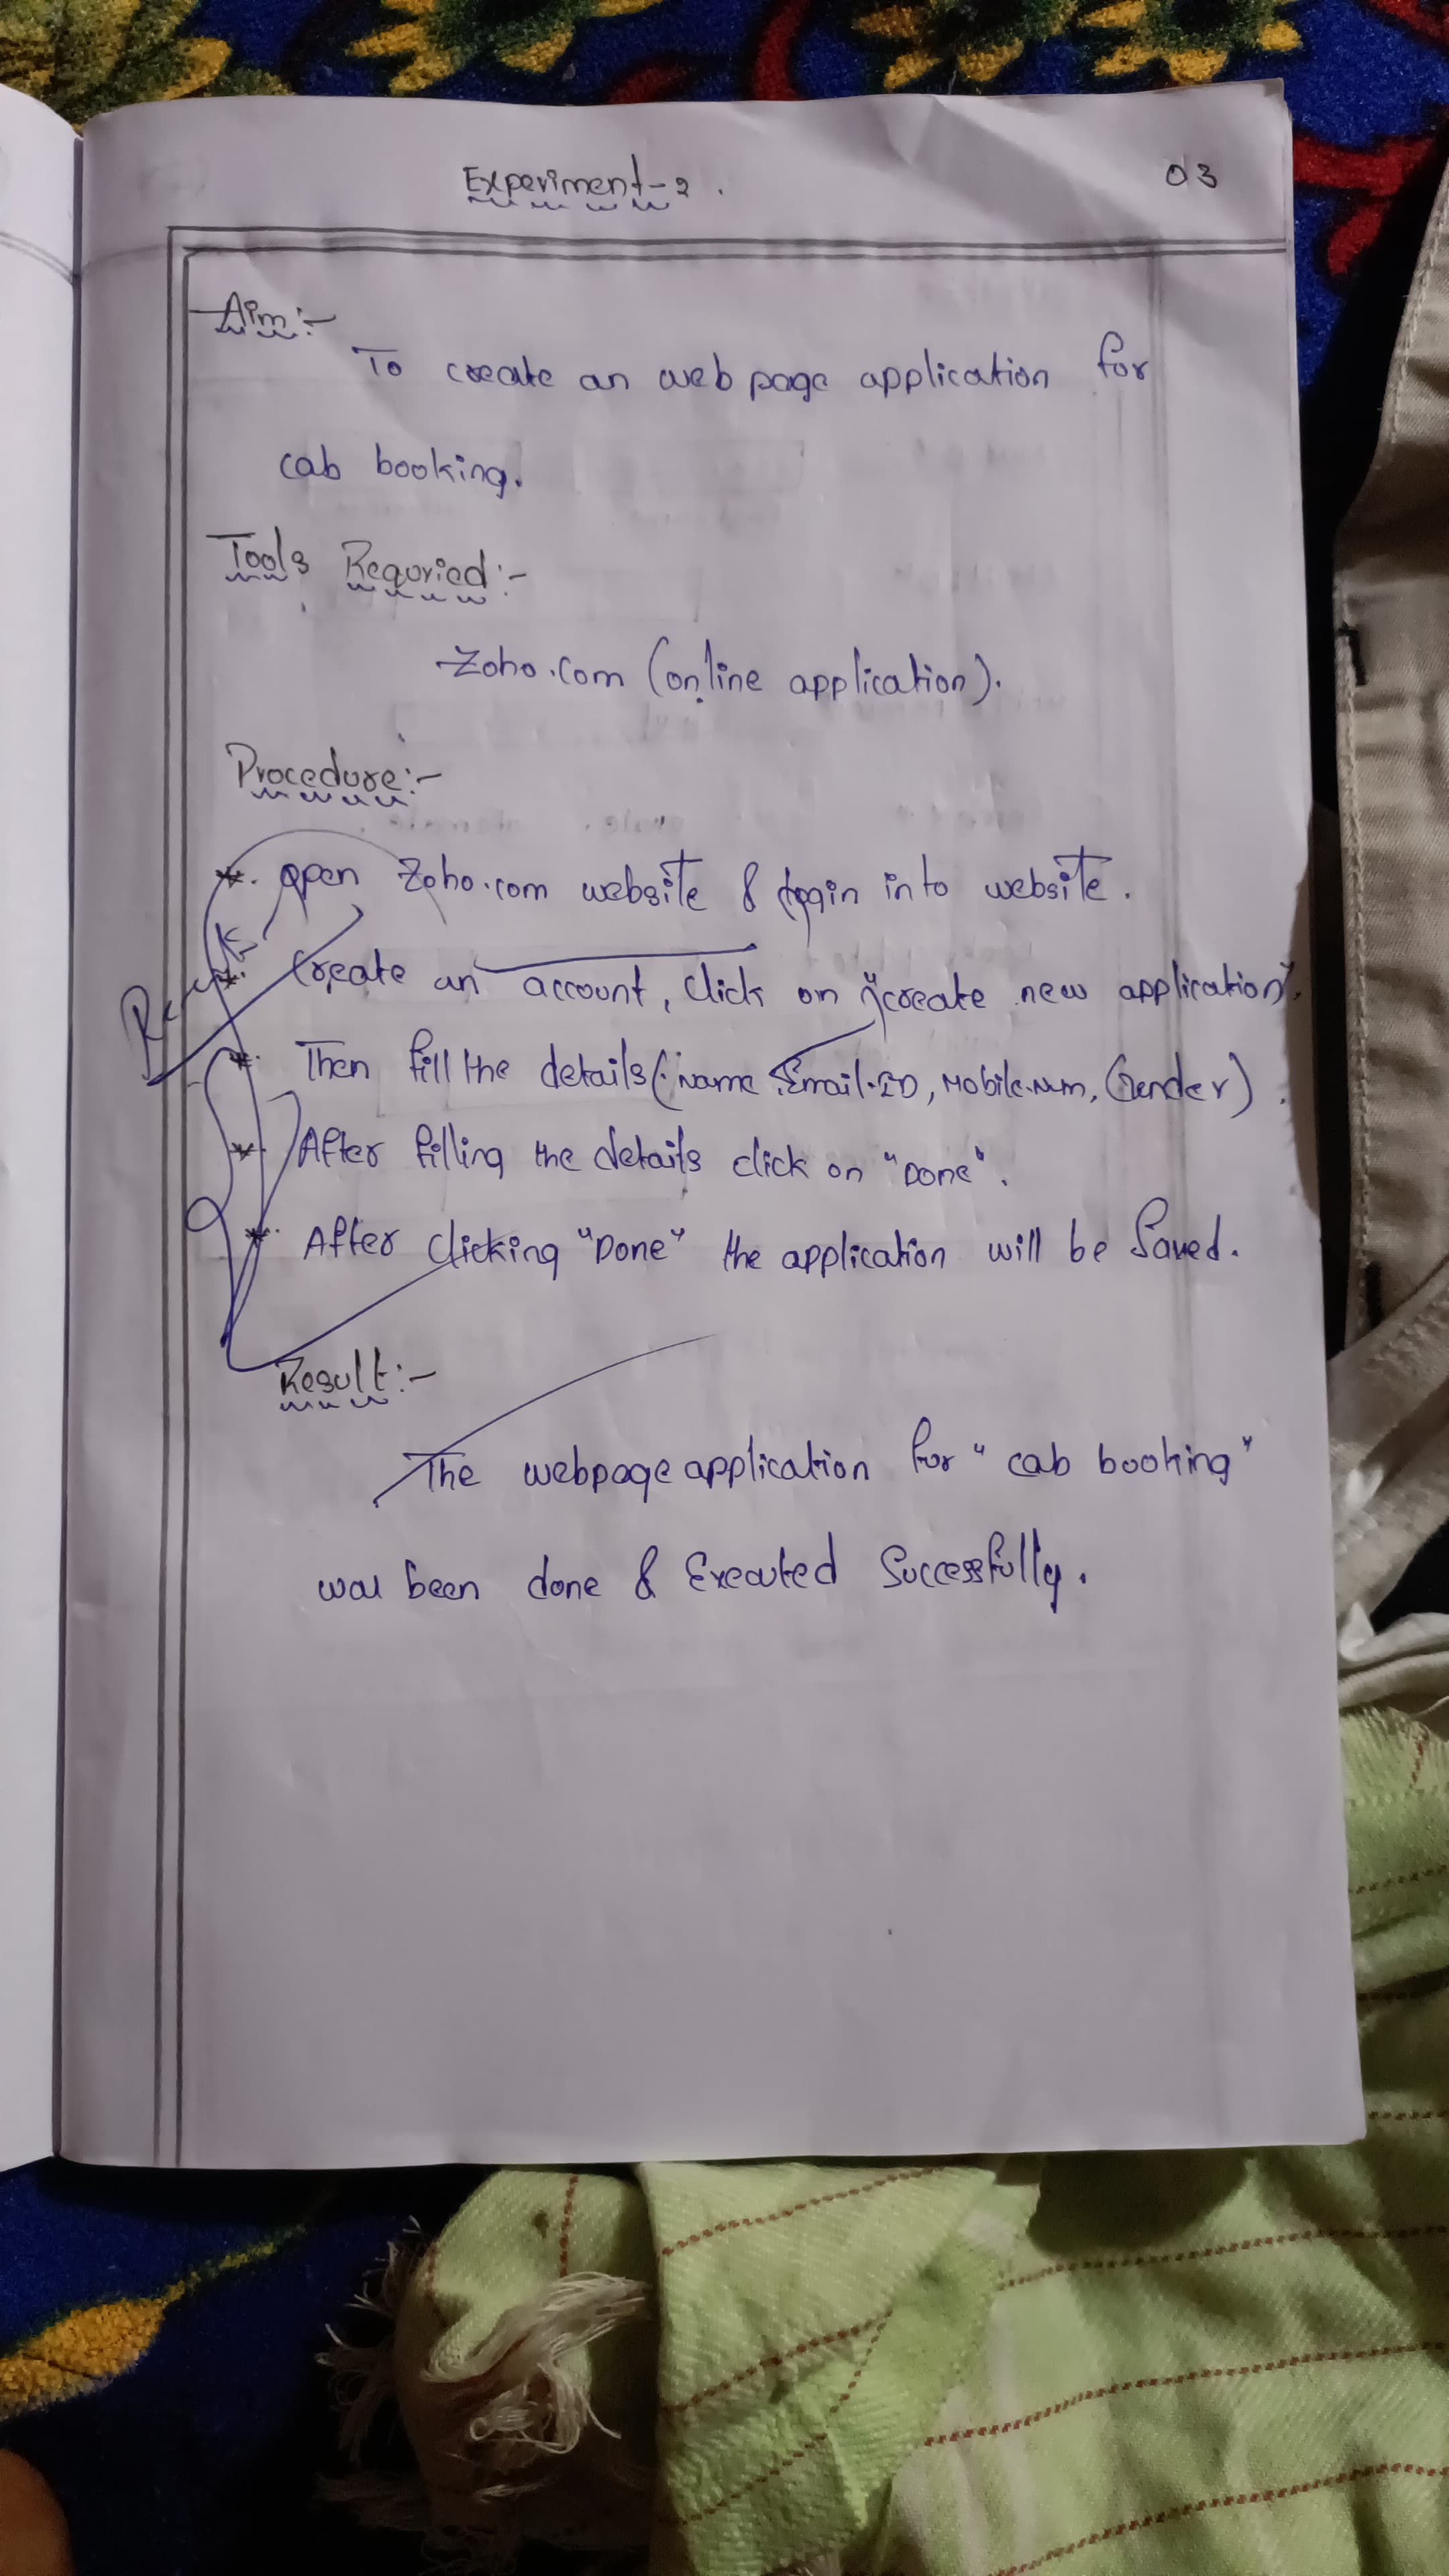 Experiment-2.
03
Aim:-
To create an web page application for
cab booking.
Tools Requried:-
Zoho.com (online application).
Procedure:-
*. open Zoho.com website & login into website.
*. Create an account, click on "create new application".
*. Then fill the details (:Name, Email-ID, Mobile.Num, Gender).
*. After filling the details click on "Done".
*. After clicking "Done" the application will be Saved.
Result:-
The webpage application for "cab booking"
was been done & Executed Successfully.